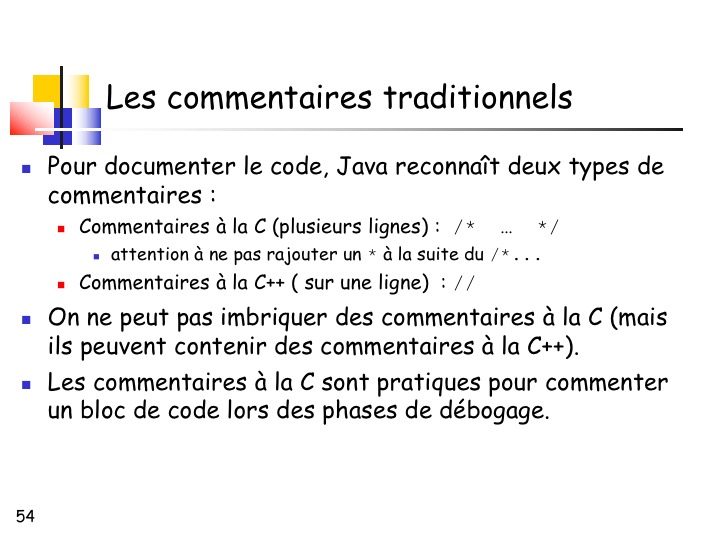 Les commentaires traditionnels
Pour documenter le code, Java reconnaît deux types de
commentaires :
Commentaires à la C (plusieurs lignes) : /* … */
attention à ne pas rajouter un * à la suite du /*...
Commentaires à la C++ ( sur une ligne) : //
On ne peut pas imbriquer des commentaires à la C (mais
ils peuvent contenir des commentaires à la C++).
Les commentaires à la C sont pratiques pour commenter
un bloc de code lors des phases de débogage.
54